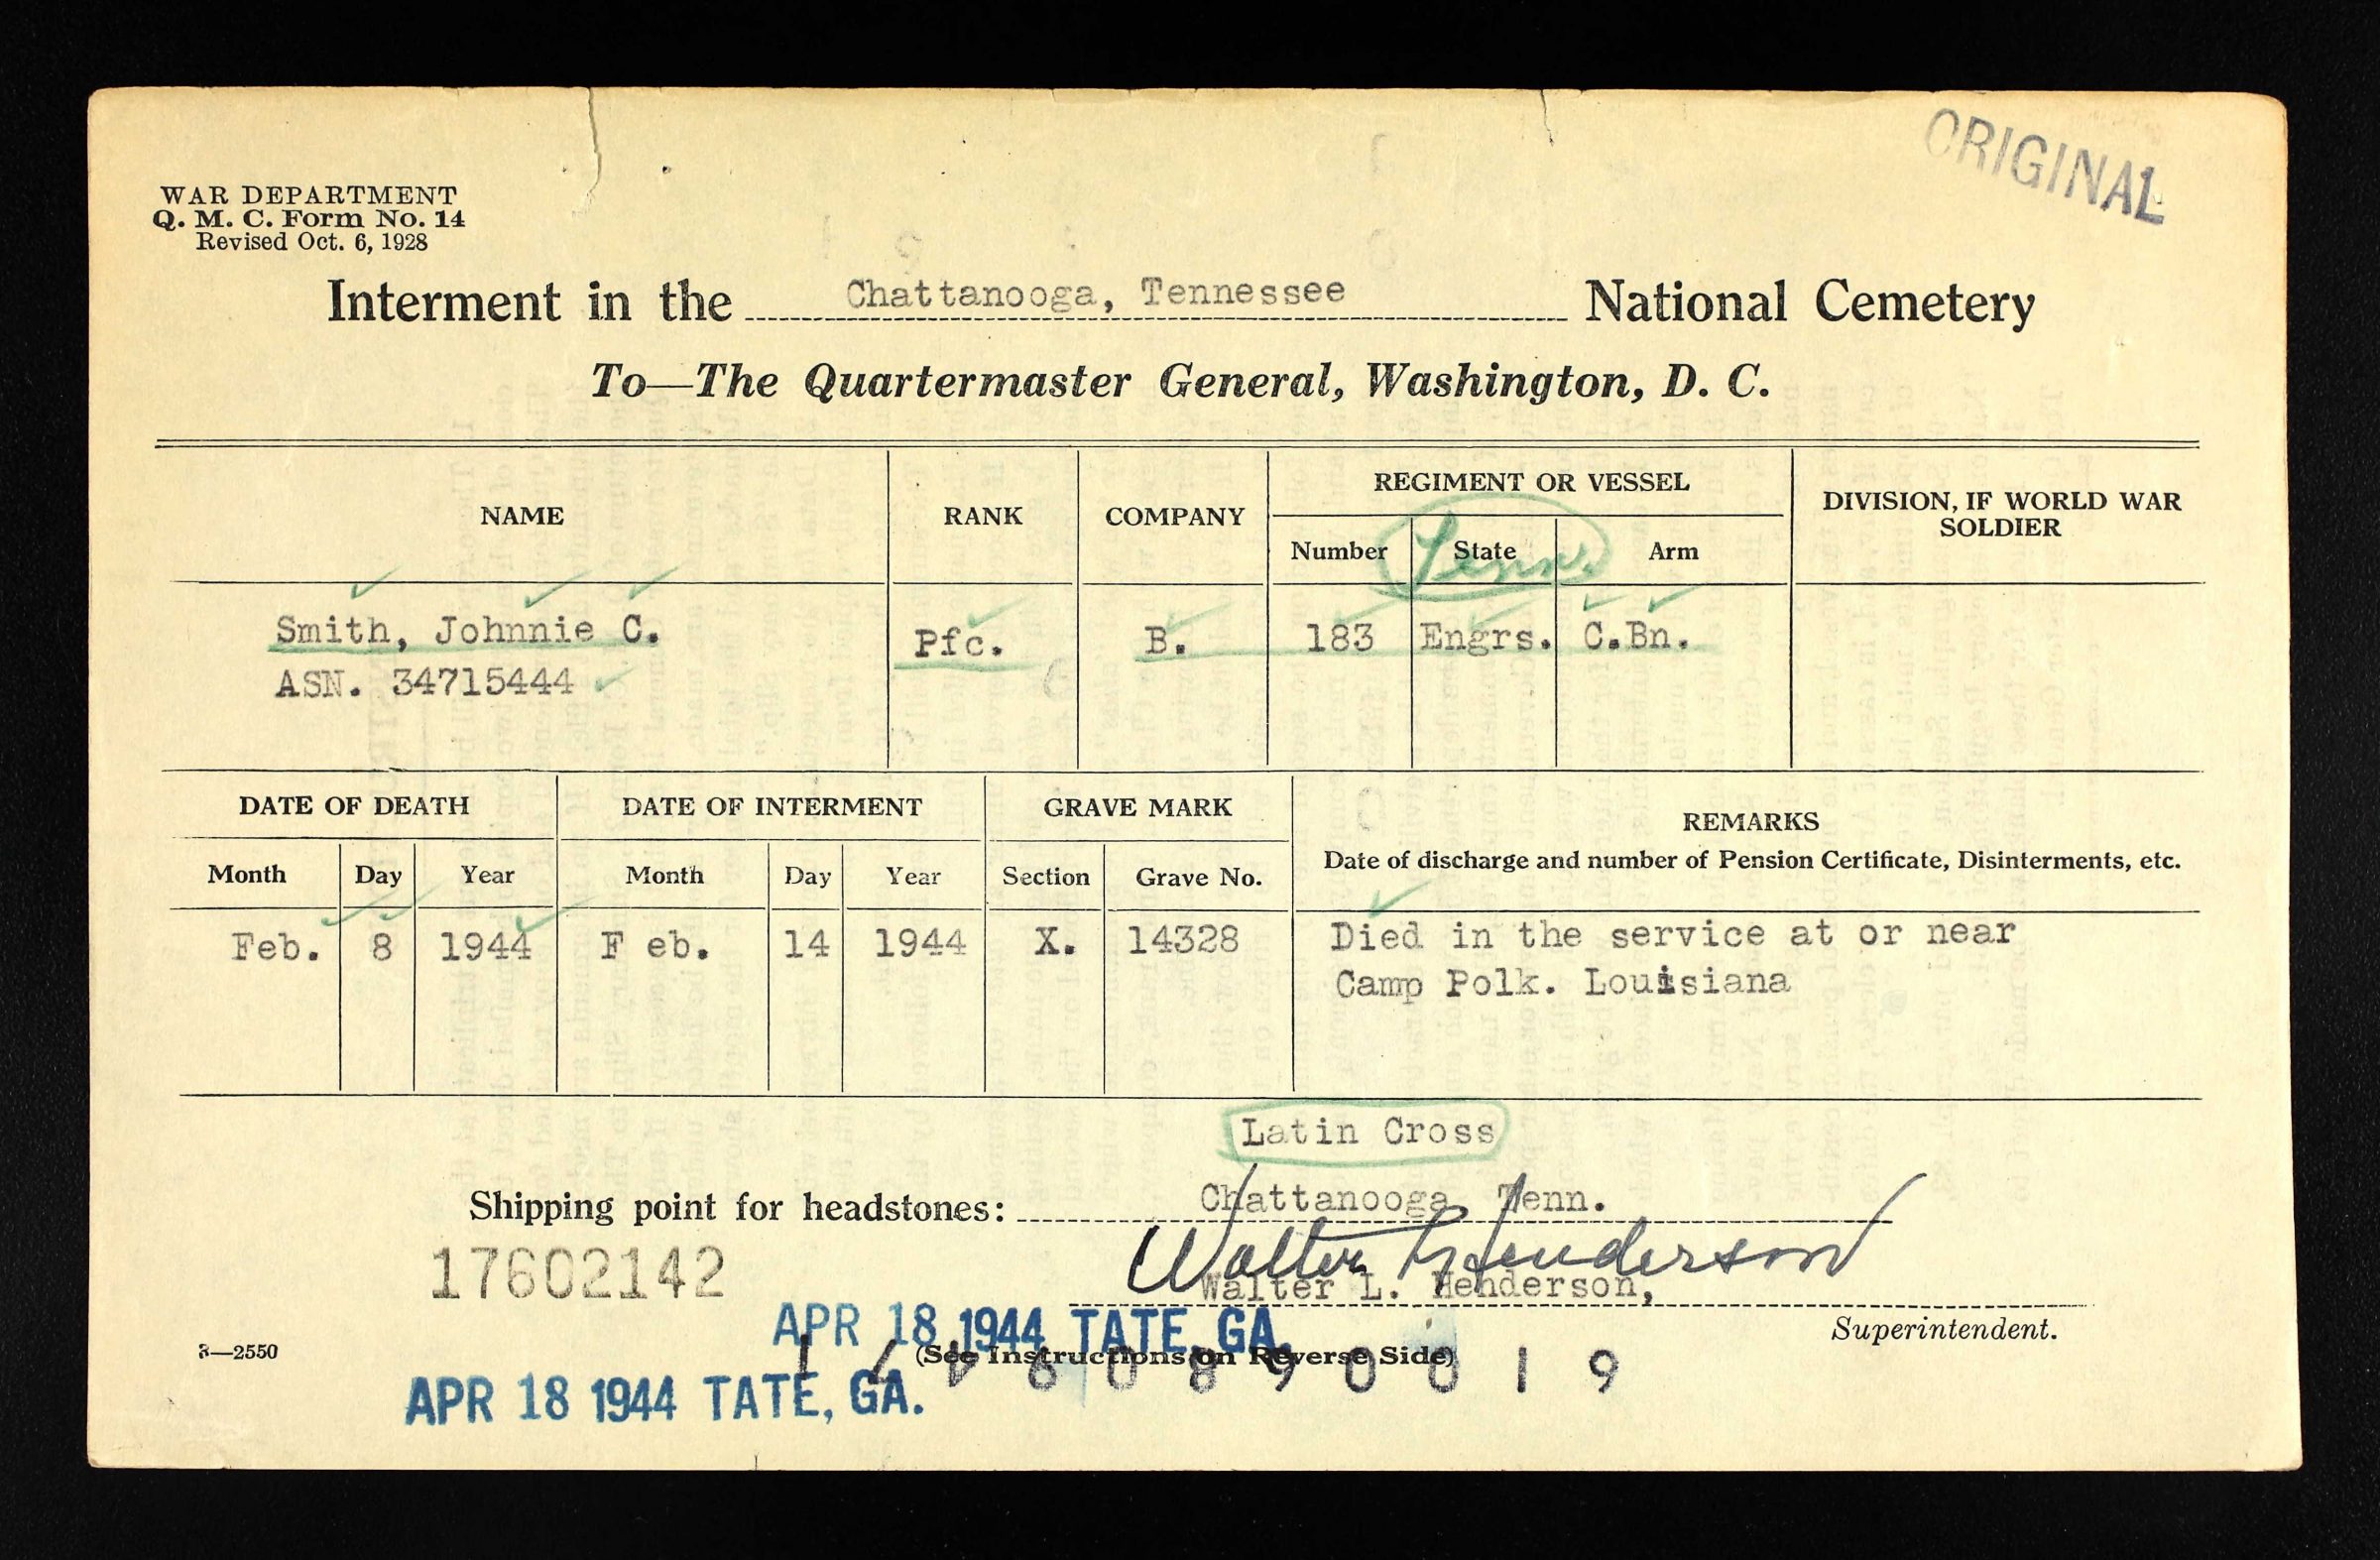 ORIGINAL
WAR DEPARTMENT
Q. M. C. Form No. 14
Revised Oct. 6, 1928
Interment in the Chattanooga, Tennessee National Cemetery
To—The Quartermaster General, Washington, D. C.
NAME RANK COMPANY REGIMENT OR VESSEL DIVISION, IF WORLD WAR SOLDIER
Number State Arm
Tenn.
Smith, Johnnie C. Pfc. B. 183 Engrs. C.Bn.
ASN. 34715444
DATE OF DEATH DATE OF INTERMENT GRAVE MARK REMARKS
Date of discharge and number of Pension Certificate, Disinterments, etc.
Month Day Year Month Day Year Section Grave No.
Feb. 8 1944 F eb. 14 1944 X. 14328 Died in the service at or near
Camp Polk. Louisiana
Latin Cross
Shipping point for headstones: Chattanooga, Tenn.
Walter L. Henderson
17602142
Walter L. Henderson,
Superintendent.
APR 18 1944 TATE, GA.
3—2550
(See Instructions on Reverse Side)
APR 18 1944 TATE, GA.